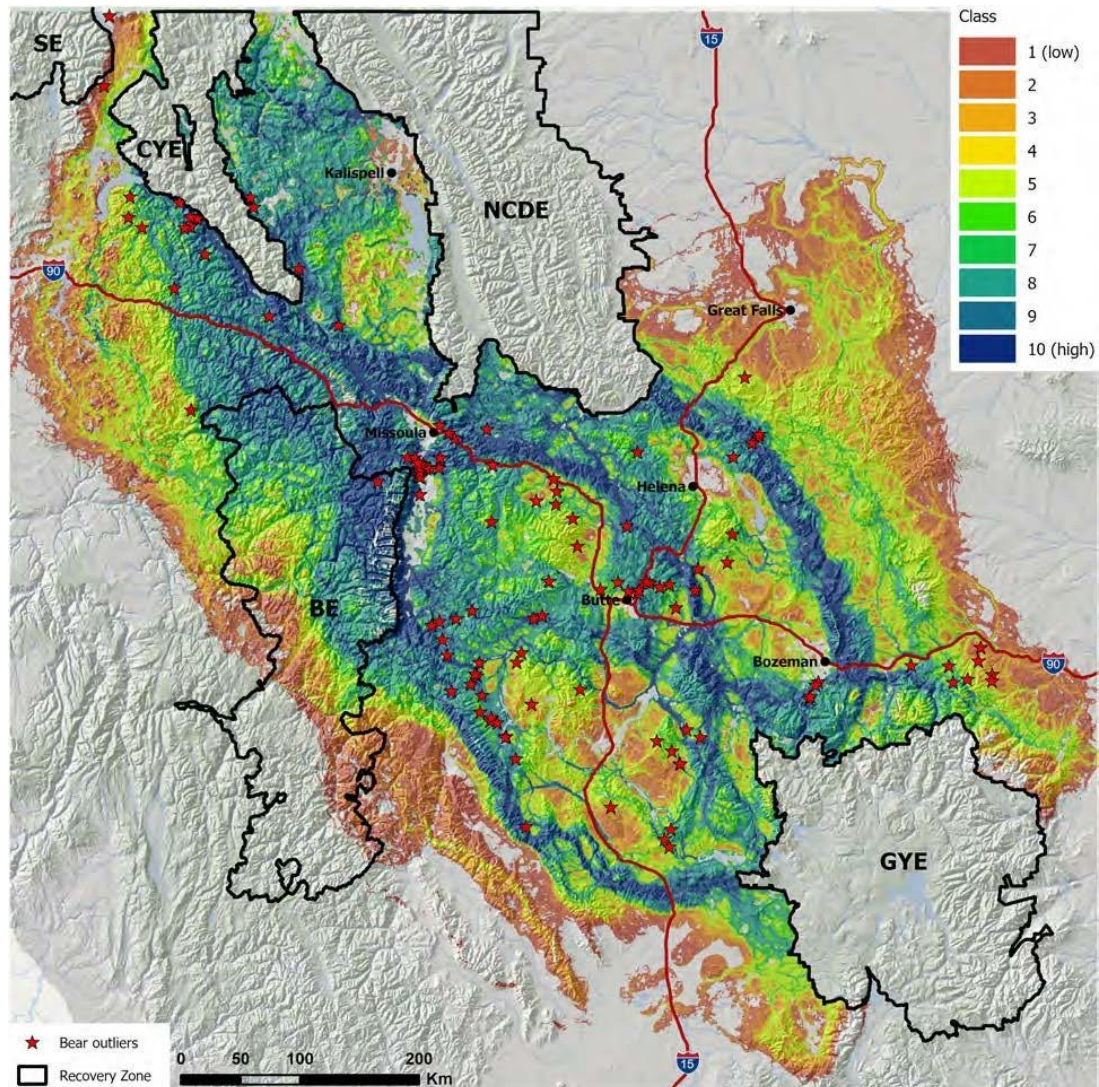 SE
CYE
Kalispell
NCDE
15
Class
1 (low)
2
3
4
5
6
7
8
9
10 (high)
90
Great Falls
Missoula
Helena
BE
Butte
Bozeman
90
GYE
Bear outliers
Recovery Zone
0 50 100 200
Km
15